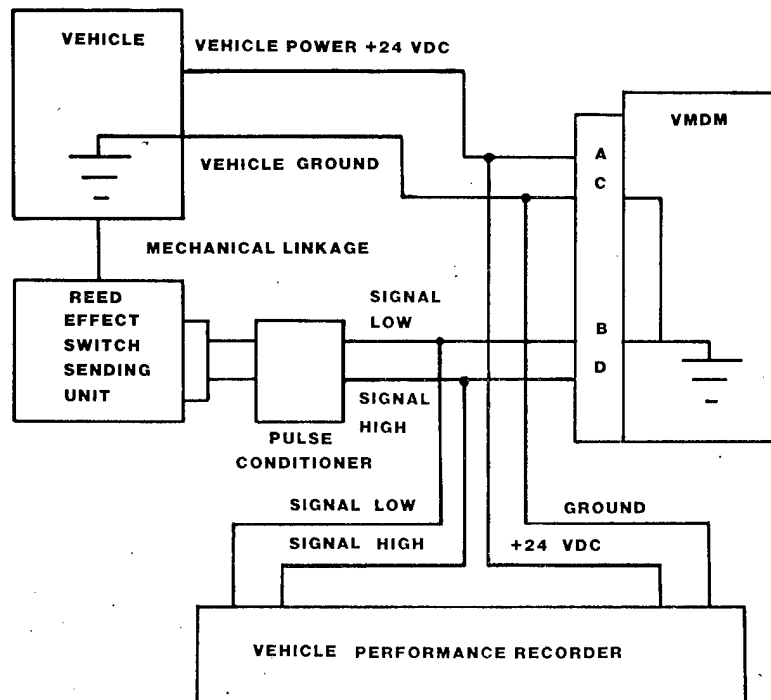 VEHICLE
VEHICLE POWER +24 VDC
VMDM
A
C
VEHICLE GROUND
MECHANICAL LINKAGE
REED
EFFECT
SWITCH
SENDING
UNIT
SIGNAL
LOW
B
D
SIGNAL
HIGH
PULSE
CONDITIONER
SIGNAL LOW
GROUND
SIGNAL HIGH
+24 VDC
VEHICLE PERFORMANCE RECORDER